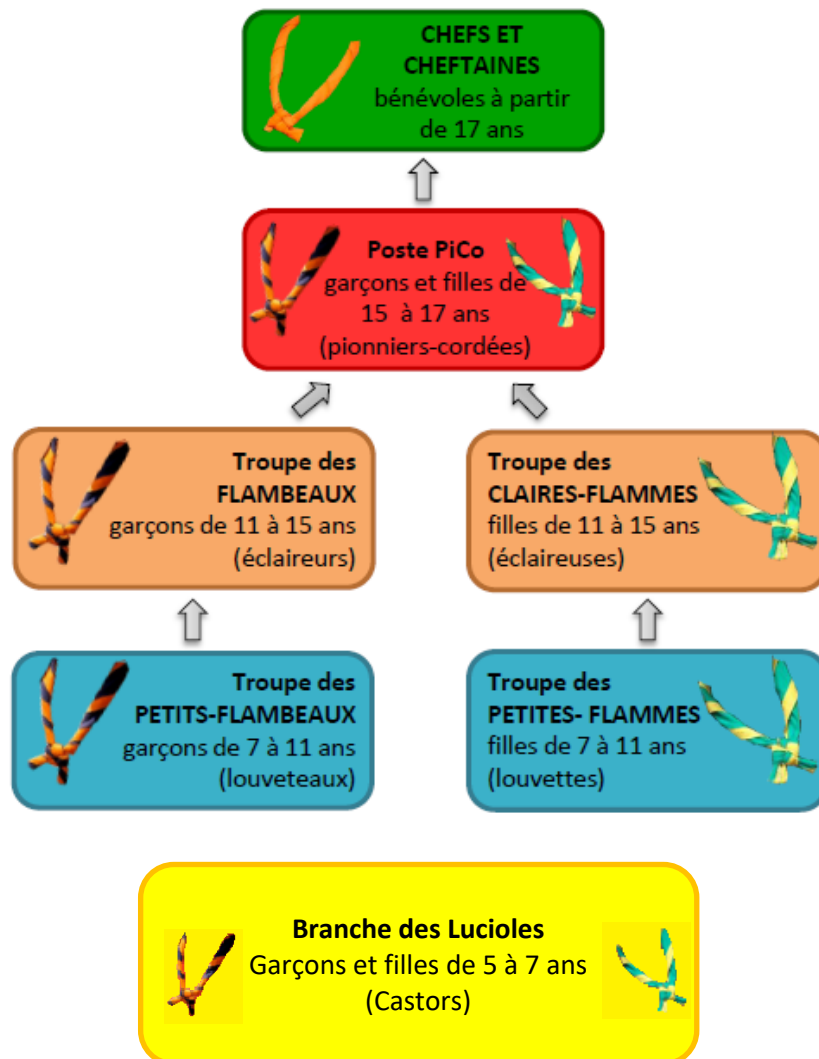 CHEFS ET
CHEFTAINES
bénévoles à partir
de 17 ans
Poste PiCo
garçons et filles de
15 à 17 ans
(pionniers-cordées)
Troupe des
FLAMBEAUX
garçons de 11 à 15 ans
(éclaireurs)
Troupe des
CLAIRES-FLAMMES
filles de 11 à 15 ans
(éclaireuses)
Troupe des
PETITS-FLAMBEAUX
garçons de 7 à 11 ans
(louveteaux)
Troupe des
PETITES- FLAMMES
filles de 7 à 11 ans
(louvettes)
Branche des Lucioles
Garçons et filles de 5 à 7 ans
(Castors)